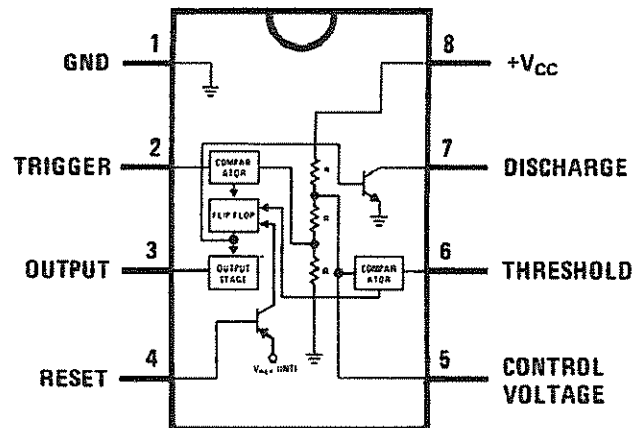 1
GND
8
+VCC
2
TRIGGER
COMPAR
ATOR
7
DISCHARGE
R
FLIP FLOP
R
3
OUTPUT
OUTPUT
STAGE
R
COMPAR
ATOR
6
THRESHOLD
4
RESET
(INT)
5
CONTROL
VOLTAGE